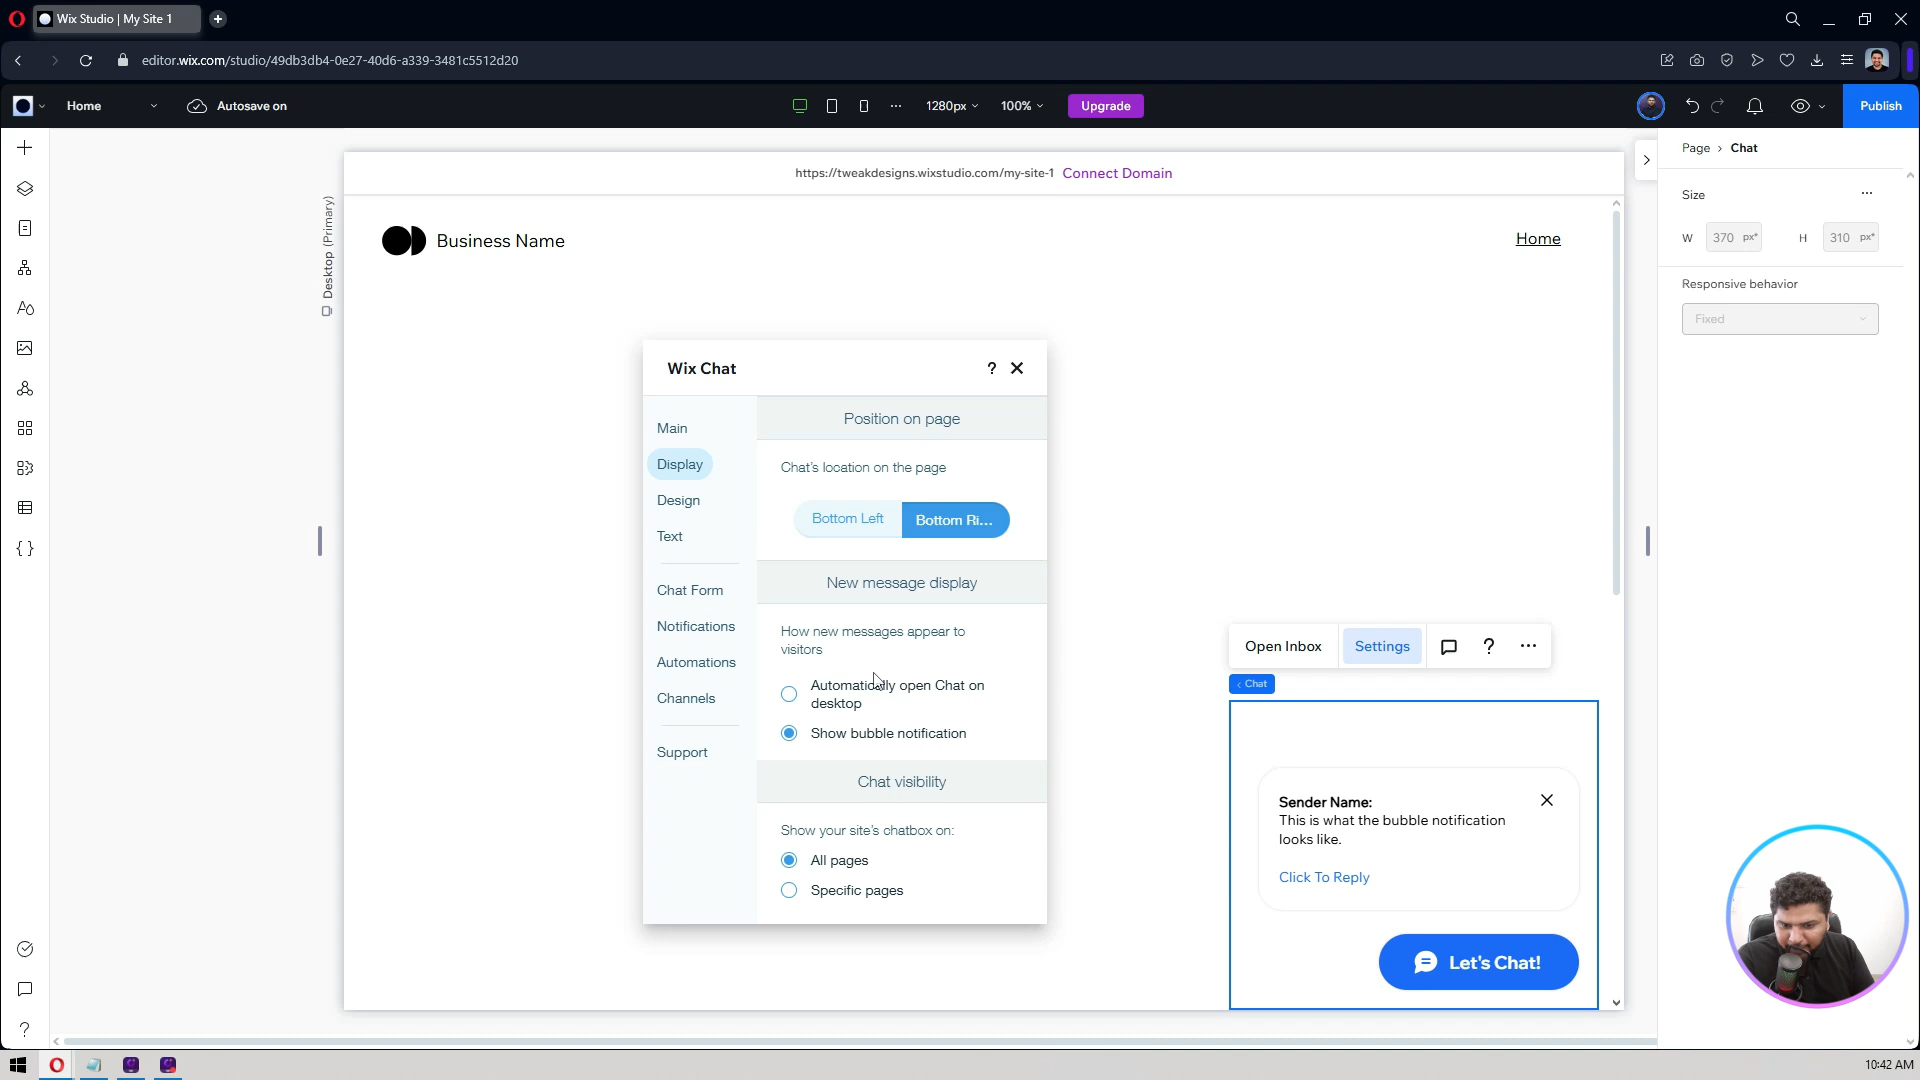 Wix Studio | My Site 1
editor.wix.com/studio/49db3db4-0e27-40d6-a339-3481c5512d20
Home
Autosave on
1280px
100%
Upgrade
Publish
Page > Chat
https://tweakdesigns.wixstudio.com/my-site-1 Connect Domain
Size
W 370 px* H 310 px*
Responsive behavior
Fixed
Desktop (Primary)
Business Name
Home
Wix Chat
?
Main
Display
Design
Text
Chat Form
Notifications
Automations
Channels
Support
Position on page
Chat's location on the page
Bottom Left
Bottom Ri...
New message display
How new messages appear to
visitors
Automatically open Chat on
desktop
Show bubble notification
Chat visibility
Show your site's chatbox on:
All pages
Specific pages
Open Inbox
Settings
?
Chat
Sender Name:
This is what the bubble notification
looks like.
Click To Reply
Let's Chat!
10:42 AM